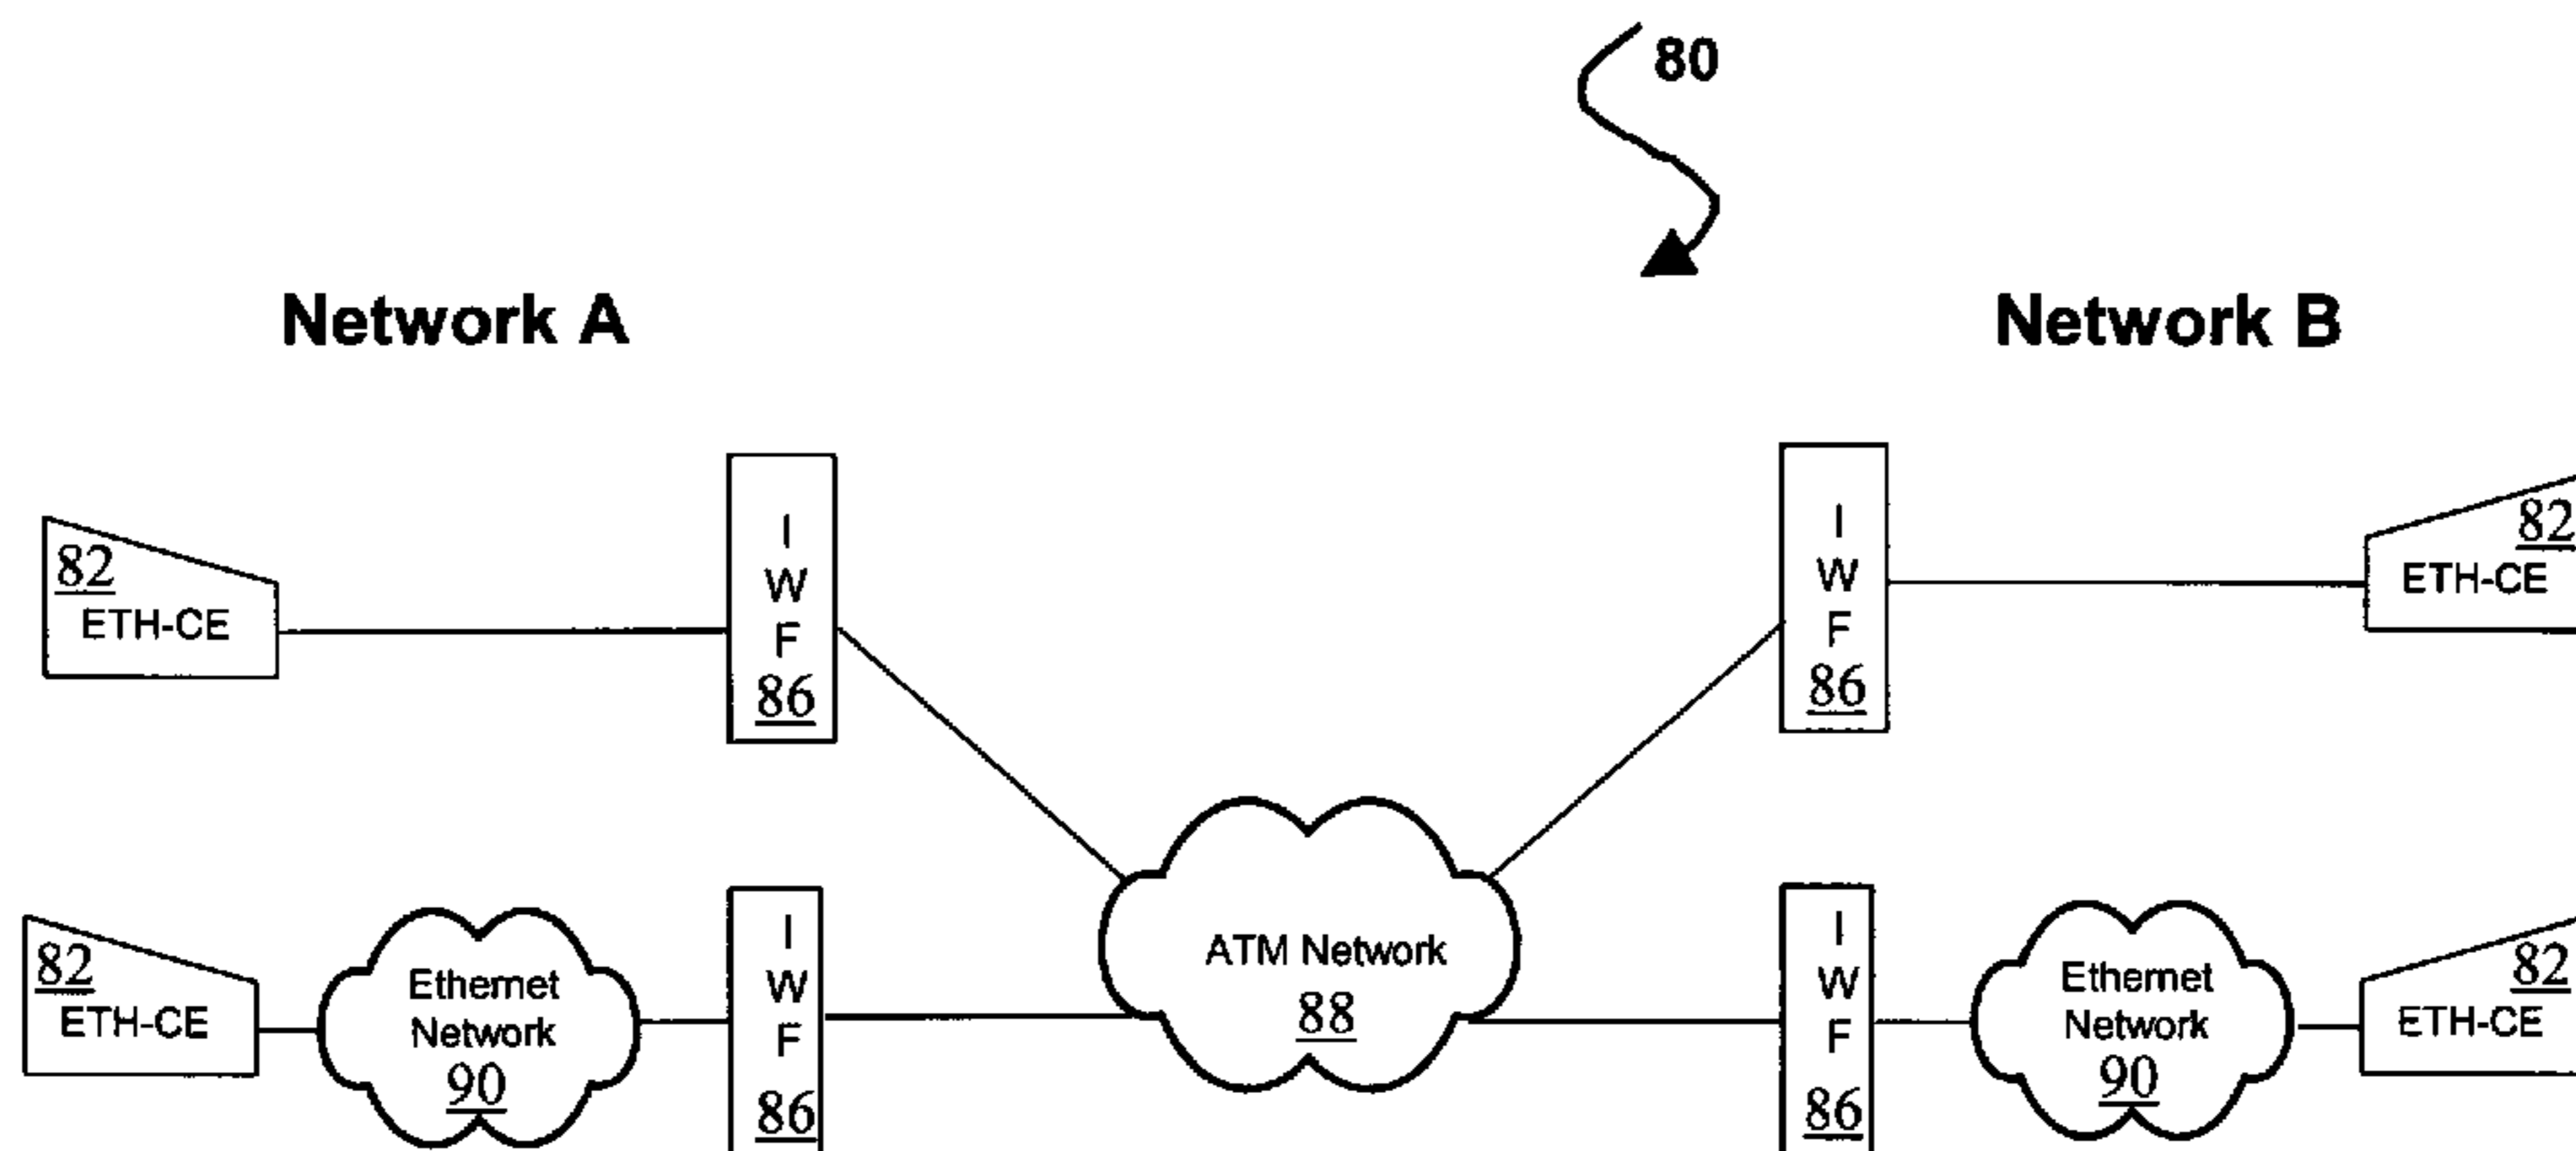 80
Network A
Network B
82
ETH-CE
I
W
F
86
I
W
F
86
82
ETH-CE
82
ETH-CE
Ethernet
Network
90
I
W
F
86
ATM Network
88
I
W
F
86
Ethernet
Network
90
82
ETH-CE